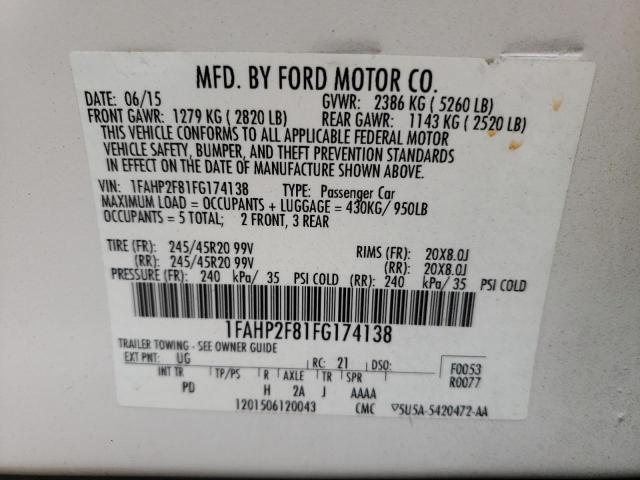 MFD. BY FORD MOTOR CO.
DATE: 06/15 GVWR: 2386 KG ( 5260 LB)
FRONT GAWR: 1279 KG ( 2820 LB) REAR GAWR: 1143 KG ( 2520 LB)
THIS VEHICLE CONFORMS TO ALL APPLICABLE FEDERAL MOTOR
VEHICLE SAFETY, BUMPER, AND THEFT PREVENTION STANDARDS
IN EFFECT ON THE DATE OF MANUFACTURE SHOWN ABOVE.
VIN: 1FAHP2F81FG174138 TYPE: Passenger Car
MAXIMUM LOAD = OCCUPANTS + LUGGAGE = 430KG/ 950LB
OCCUPANTS = 5 TOTAL; 2 FRONT, 3 REAR
TIRE (FR): 245/45R20 99V RIMS (FR): 20X8.0J
(RR): 245/45R20 99V (RR): 20X8.0J
PRESSURE (FR): 240 kPa/ 35 PSI COLD (RR): 240 kPa/ 35 PSI COLD
1FAHP2F81FG174138
TRAILER TOWING - SEE OWNER GUIDE
EXT PNT: UG RC: 21 DSO: F0053
INT TR TP/PS R AXLE TR SPR R0077
PD H 2A J AAAA
1201506120043 CMC ▽5U5A-5420472-AA